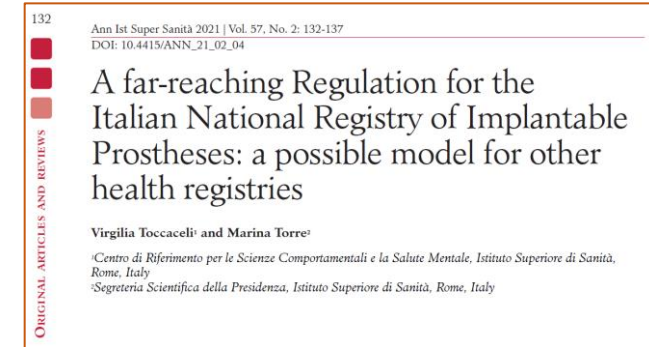 132
Ann Ist Super Sanità 2021 | Vol. 57, No. 2: 132-137
DOI: 10.4415/ANN_21_02_04
A far-reaching Regulation for the
Italian National Registry of Implantable
Prostheses: a possible model for other
health registries
Virgilia Toccaceli¹ and Marina Torre²
¹Centro di Riferimento per le Scienze Comportamentali e la Salute Mentale, Istituto Superiore di Sanità,
Rome, Italy
²Segreteria Scientifica della Presidenza, Istituto Superiore di Sanità, Rome, Italy
Original articles and reviews